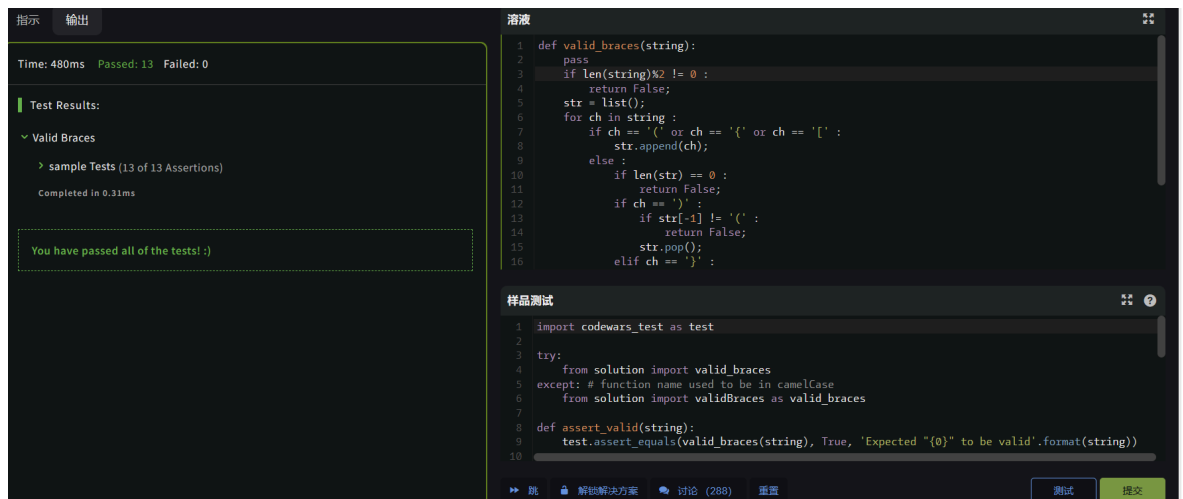 指示 输出
Time: 480ms Passed: 13 Failed: 0
Test Results:
Valid Braces
sample Tests (13 of 13 Assertions)
Completed in 0.31ms
You have passed all of the tests! :)
溶液
1 def valid_braces(string):
2     pass
3     if len(string)%2 != 0 :
4         return False;
5     str = list();
6     for ch in string :
7         if ch == '(' or ch == '{' or ch == '[' :
8             str.append(ch);
9         else :
10             if len(str) == 0 :
11                 return False;
12             if ch == ')' :
13                 if str[-1] != '(' :
14                     return False;
15                 str.pop();
16             elif ch == '}' :
样品测试
1 import codewars_test as test
2
3 try:
4     from solution import valid_braces
5 except: # function name used to be in camelCase
6     from solution import validBraces as valid_braces
7
8 def assert_valid(string):
9     test.assert_equals(valid_braces(string), True, 'Expected "{0}" to be valid'.format(string))
10
跳 解锁解决方案 讨论 (288) 重置 测试 提交